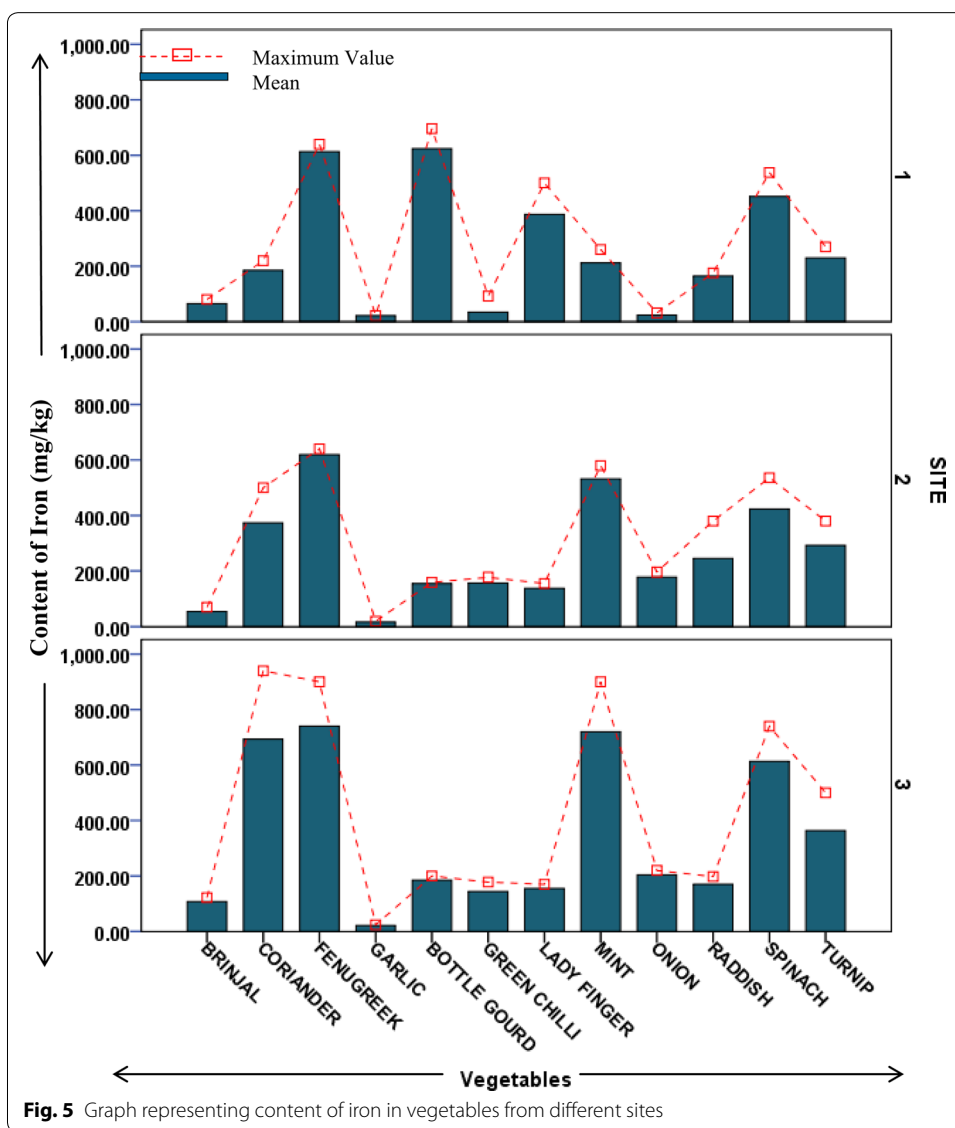 1,000.00
800.00
600.00
400.00
200.00
0.00
Maximum Value
Mean
1
1,000.00
800.00
600.00
400.00
200.00
0.00
2
1,000.00
800.00
600.00
400.00
200.00
0.00
3
Content of Iron (mg/kg)
SITE
BRINJAL
CORIANDER
FENUGREEK
GARLIC
BOTTLE GOURD
GREEN CHILLI
LADY FINGER
MINT
ONION
RADDISH
SPINACH
TURNIP
Vegetables
Fig. 5 Graph representing content of iron in vegetables from different sites